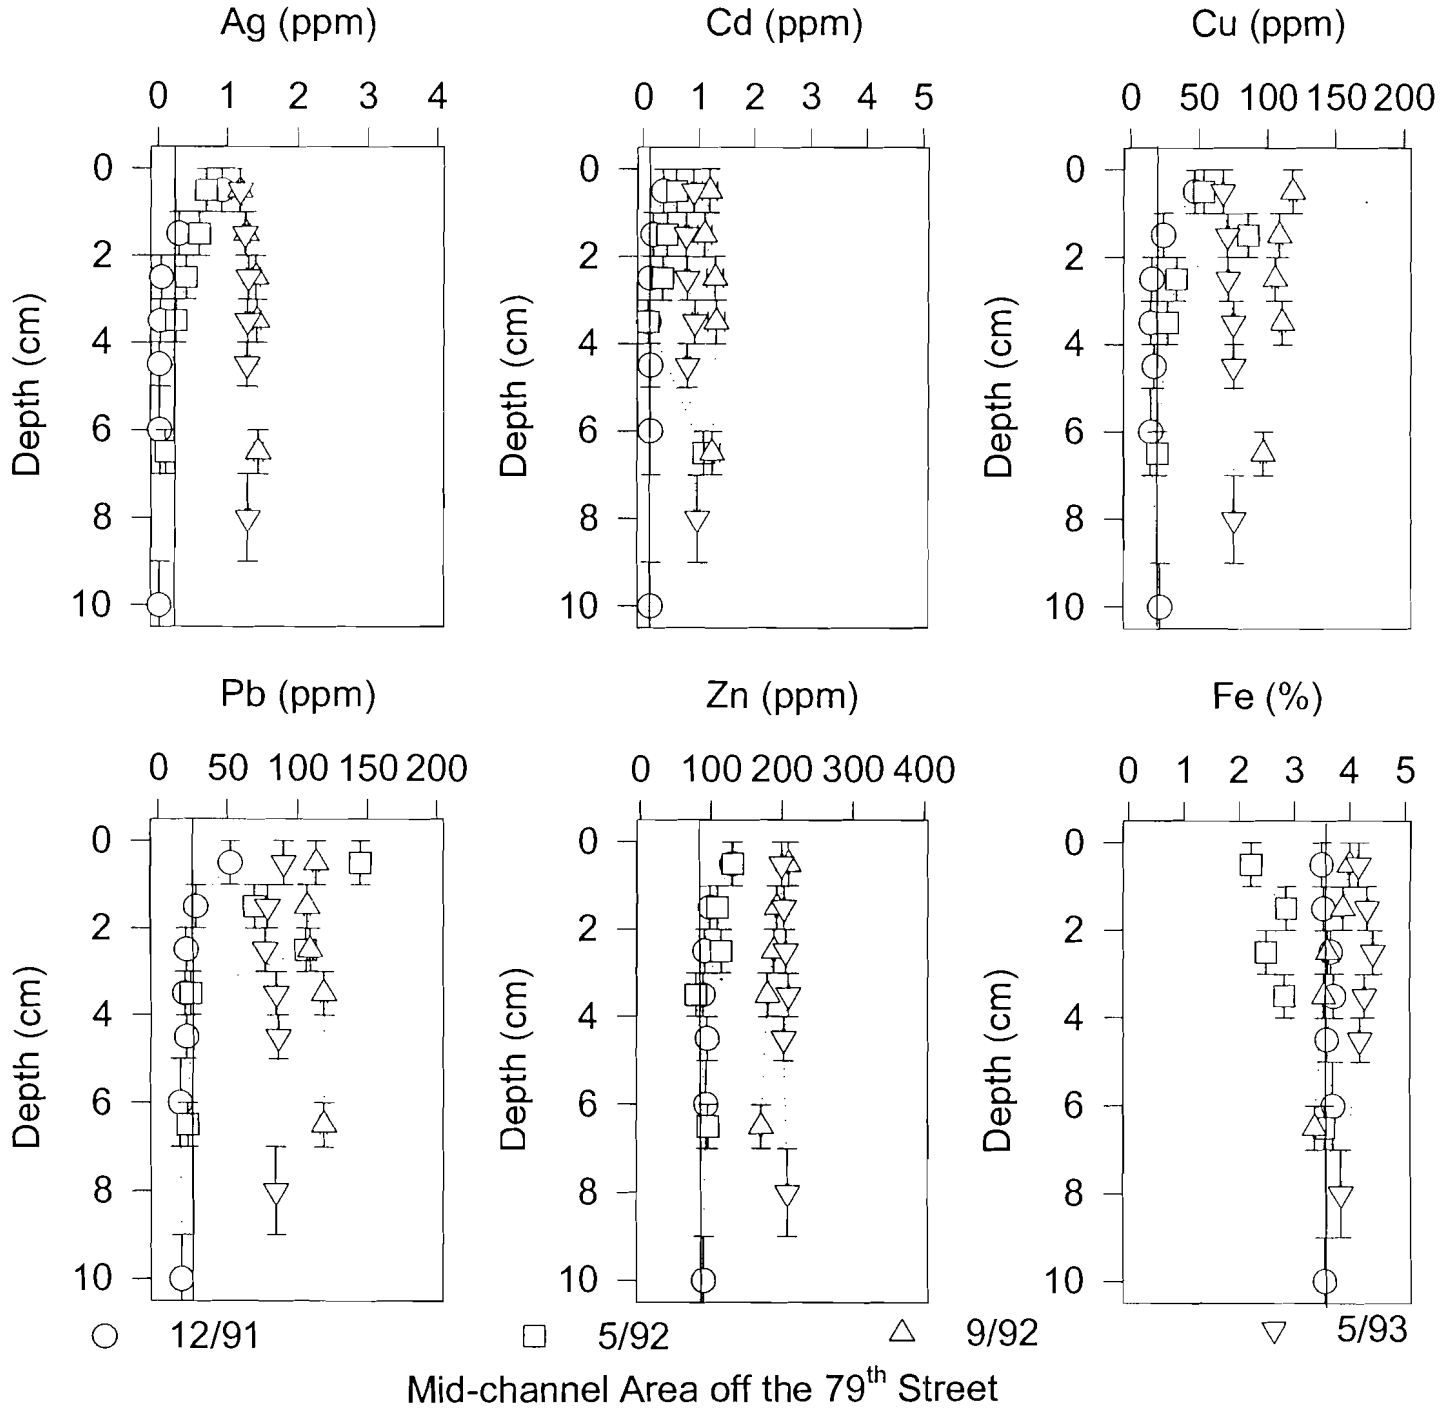 Ag (ppm) Cd (ppm) Cu (ppm)
0 1 2 3 4 0 1 2 3 4 5 0 50 100 150 200
0 0 0
2 2 2
4 4 4
6 6 6
8 8 8
10 10 10
Depth (cm) Depth (cm) Depth (cm)
Pb (ppm) Zn (ppm) Fe (%)
0 50 100 150 200 0 100 200 300 400 0 1 2 3 4 5
0 0 0
2 2 2
4 4 4
6 6 6
8 8 8
10 10 10
Depth (cm) Depth (cm) Depth (cm)
12/91 5/92 9/92 5/93
Mid-channel Area off the 79th Street